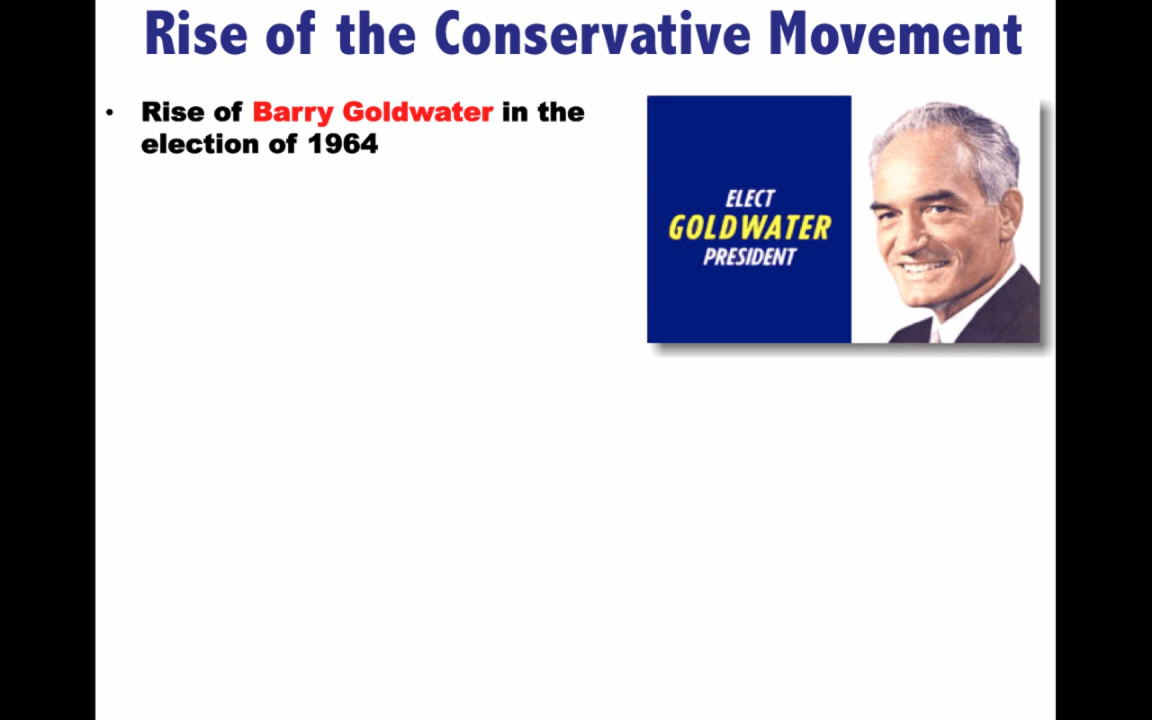 Rise of the Conservative Movement
• Rise of Barry Goldwater in the
election of 1964
ELECT
GOLDWATER
PRESIDENT